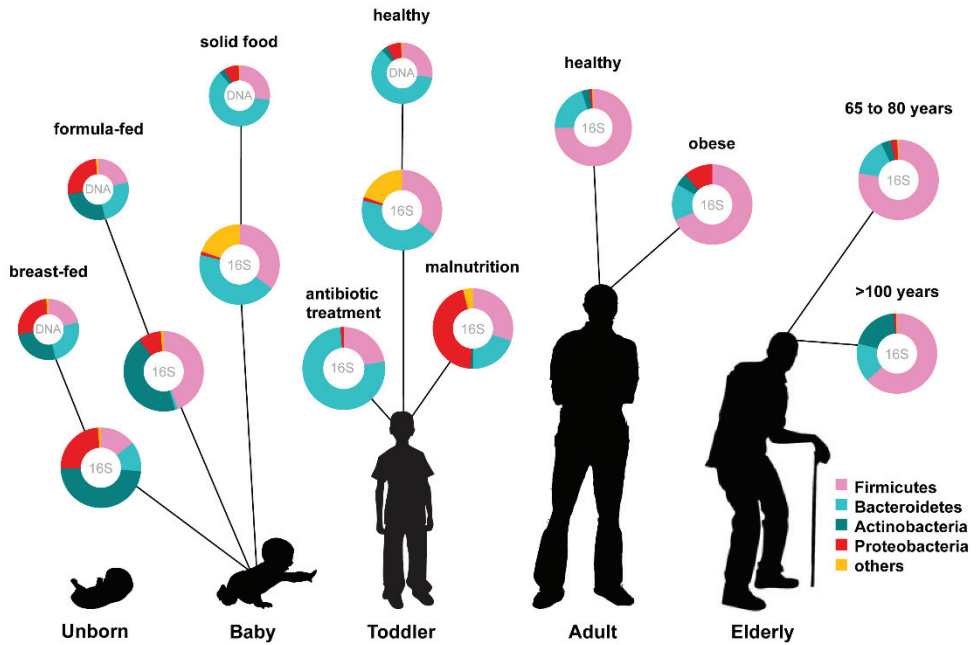 healthy
DNA
solid food
DNA
healthy
16S
65 to 80 years
16S
formula-fed
DNA
obese
16S
16S
breast-fed
DNA
16S
malnutrition
16S
antibiotic
treatment
16S
>100 years
16S
16S
16S
Firmicutes
Bacteroidetes
Actinobacteria
Proteobacteria
others
Unborn
Baby
Toddler
Adult
Elderly